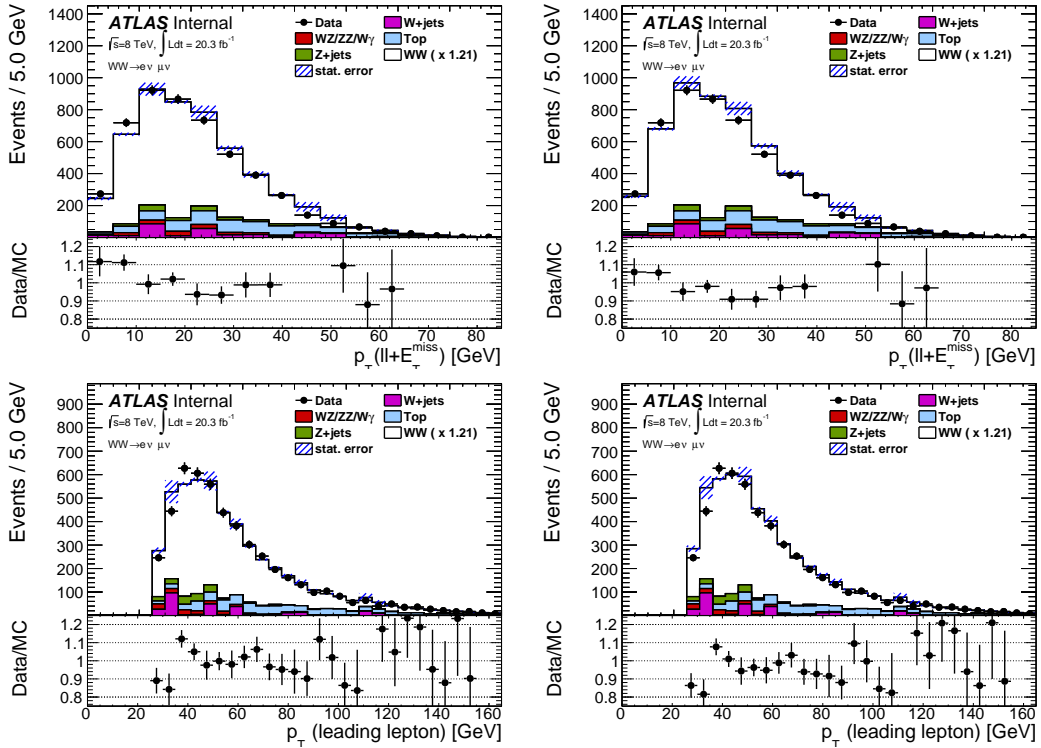 ATLAS Internal
√s=8 TeV, ∫ Ldt = 20.3 fb⁻¹
WW→eν μν
Data
W+jets
WZ/ZZ/Wγ
Top
Z+jets
WW ( x 1.21)
stat. error
Events / 5.0 GeV
1400
1200
1000
800
600
400
200
Data/MC
1.2
1.1
1
0.9
0.8
0 10 20 30 40 50 60 70 80
p_T(ll+E_T^miss) [GeV]
ATLAS Internal
√s=8 TeV, ∫ Ldt = 20.3 fb⁻¹
WW→eν μν
Data
W+jets
WZ/ZZ/Wγ
Top
Z+jets
WW ( x 1.21)
stat. error
Events / 5.0 GeV
1400
1200
1000
800
600
400
200
Data/MC
1.2
1.1
1
0.9
0.8
0 10 20 30 40 50 60 70 80
p_T(ll+E_T^miss) [GeV]
ATLAS Internal
√s=8 TeV, ∫ Ldt = 20.3 fb⁻¹
WW→eν μν
Data
W+jets
WZ/ZZ/Wγ
Top
Z+jets
WW ( x 1.21)
stat. error
Events / 5.0 GeV
900
800
700
600
500
400
300
200
100
Data/MC
1.2
1.1
1
0.9
0.8
0 20 40 60 80 100 120 140 160
p_T (leading lepton) [GeV]
ATLAS Internal
√s=8 TeV, ∫ Ldt = 20.3 fb⁻¹
WW→eν μν
Data
W+jets
WZ/ZZ/Wγ
Top
Z+jets
WW ( x 1.21)
stat. error
Events / 5.0 GeV
900
800
700
600
500
400
300
200
100
Data/MC
1.2
1.1
1
0.9
0.8
0 20 40 60 80 100 120 140 160
p_T (leading lepton) [GeV]